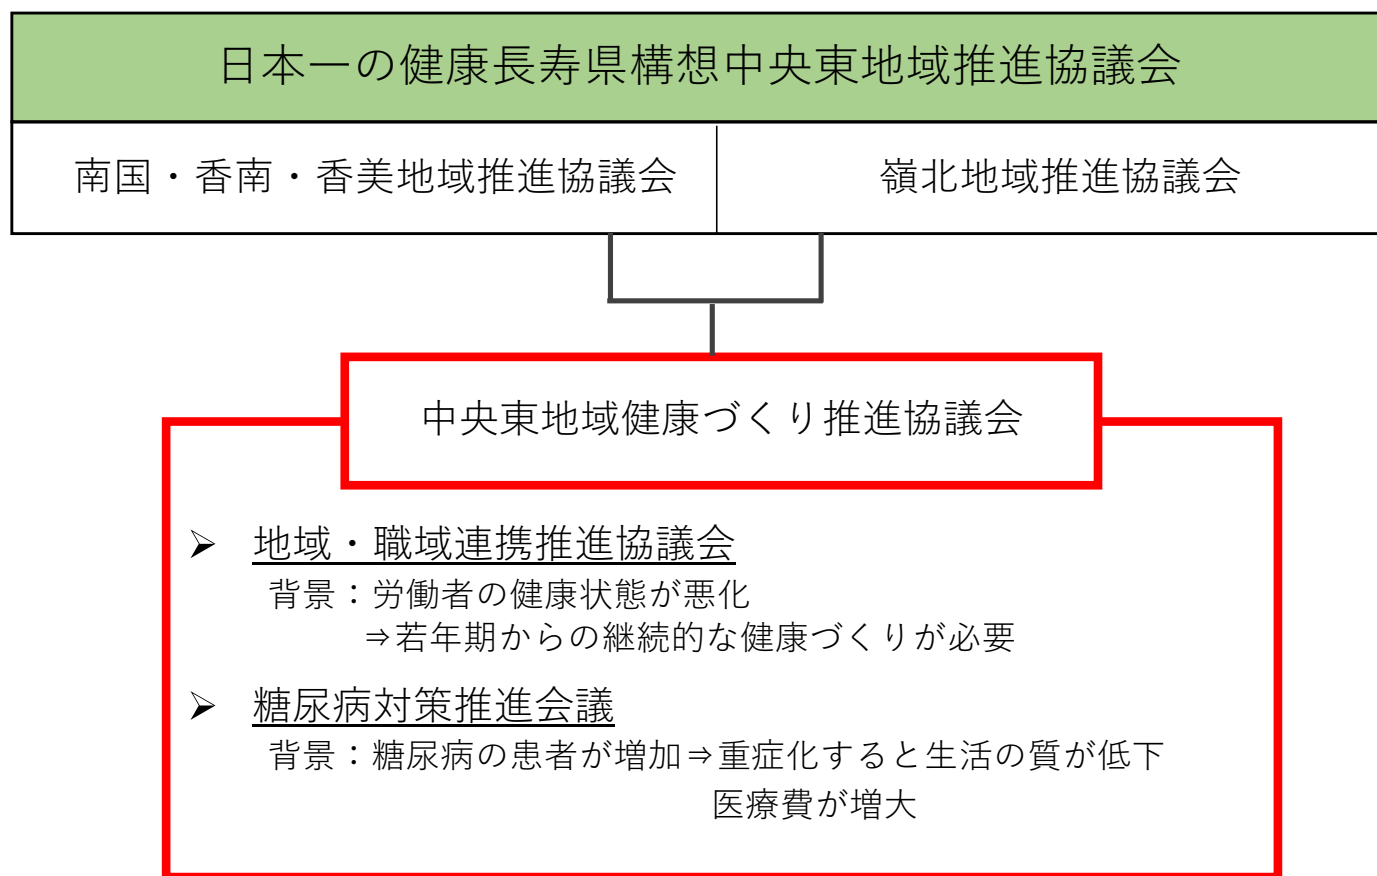 日本一の健康長寿県構想中央東地域推進協議会
南国・香南・香美地域推進協議会
嶺北地域推進協議会
中央東地域健康づくり推進協議会
➢ 地域・職域連携推進協議会
背景：労働者の健康状態が悪化
⇒若年期からの継続的な健康づくりが必要
➢ 糖尿病対策推進会議
背景：糖尿病の患者が増加⇒重症化すると生活の質が低下
医療費が増大